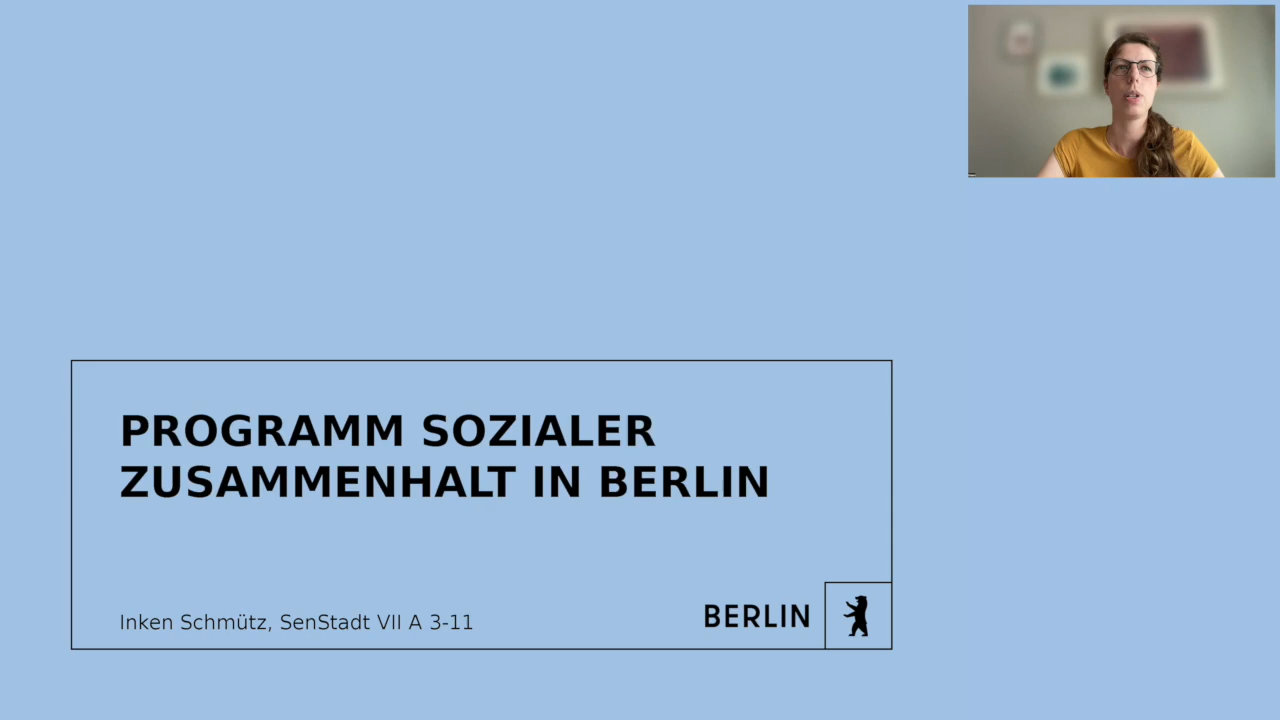 PROGRAMM SOZIALER
ZUSAMMENHALT IN BERLIN
Inken Schmütz, SenStadt VII A 3-11
BERLIN